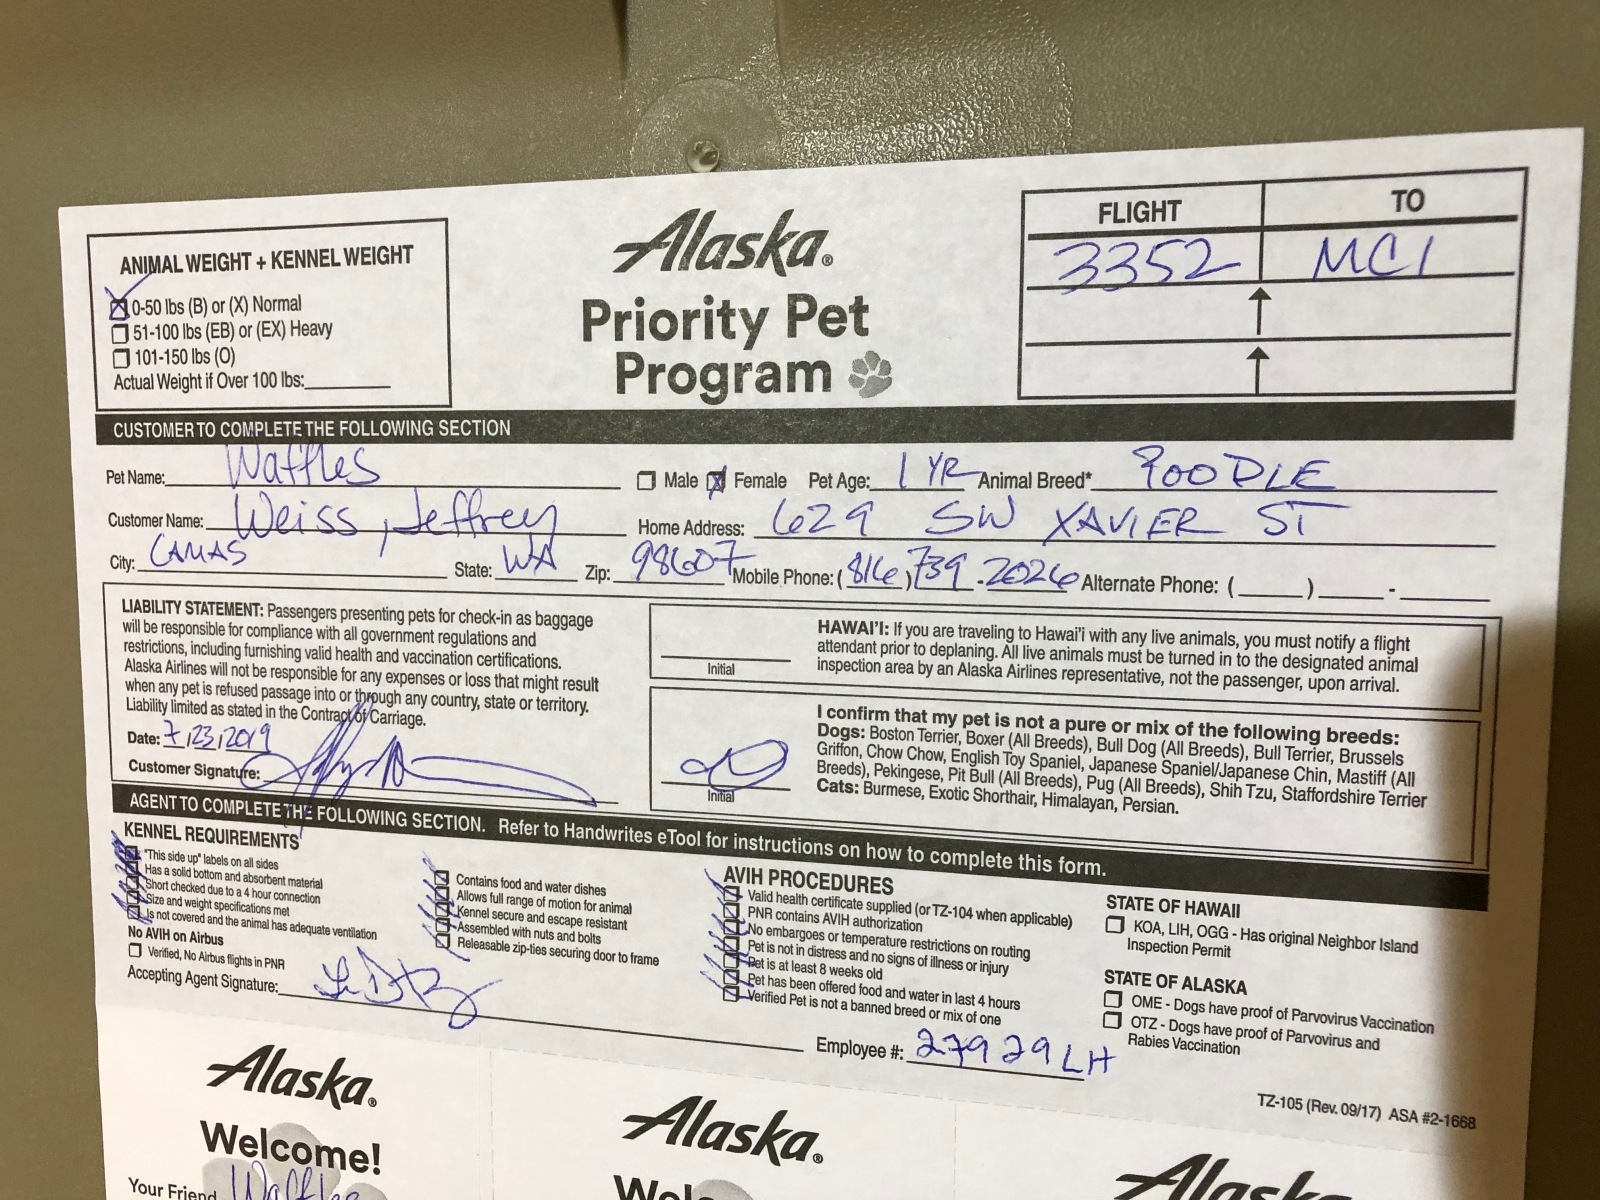 ANIMAL WEIGHT + KENNEL WEIGHT
0-50 lbs (B) or (X) Normal
51-100 lbs (EB) or (EX) Heavy
101-150 lbs (O)
Actual Weight if Over 100 lbs:
Alaska®
Priority Pet
Program
FLIGHT TO
3352 MCI
CUSTOMER TO COMPLETE THE FOLLOWING SECTION
Pet Name: Waffles Male Female Pet Age: 1 YR Animal Breed* POODLE
Customer Name: Weiss, Jeffrey Home Address: 629 SW XAVIER ST
City: CAMAS State: WA Zip: 98607 Mobile Phone: (816) 739-2026 Alternate Phone: ( ) -
LIABILITY STATEMENT: Passengers presenting pets for check-in as baggage
will be responsible for compliance with all government regulations and
restrictions, including furnishing valid health and vaccination certifications.
Alaska Airlines will not be responsible for any expenses or loss that might result
when any pet is refused passage into or through any country, state or territory.
Liability limited as stated in the Contract of Carriage.
Date: 7/23/2019
Customer Signature:
Initial
HAWAI'I: If you are traveling to Hawai'i with any live animals, you must notify a flight
attendant prior to deplaning. All live animals must be turned in to the designated animal
inspection area by an Alaska Airlines representative, not the passenger, upon arrival.
Initial
I confirm that my pet is not a pure or mix of the following breeds:
Dogs: Boston Terrier, Boxer (All Breeds), Bull Dog (All Breeds), Bull Terrier, Brussels
Griffon, Chow Chow, English Toy Spaniel, Japanese Spaniel/Japanese Chin, Mastiff (All
Breeds), Pekingese, Pit Bull (All Breeds), Pug (All Breeds), Shih Tzu, Staffordshire Terrier
Cats: Burmese, Exotic Shorthair, Himalayan, Persian.
AGENT TO COMPLETE THE FOLLOWING SECTION. Refer to Handwrites eTool for instructions on how to complete this form.
KENNEL REQUIREMENTS
"This side up" labels on all sides
Has a solid bottom and absorbent material
Short checked due to a 4 hour connection
Size and weight specifications met
Is not covered and the animal has adequate ventilation
No AVIH on Airbus
Verified, No Airbus flights in PNR
Accepting Agent Signature:
Contains food and water dishes
Allows full range of motion for animal
Kennel secure and escape resistant
Assembled with nuts and bolts
Releasable zip-ties securing door to frame
AVIH PROCEDURES
Valid health certificate supplied (or TZ-104 when applicable)
PNR contains AVIH authorization
No embargoes or temperature restrictions on routing
Pet is not in distress and no signs of illness or injury
Pet is at least 8 weeks old
Pet has been offered food and water in last 4 hours
Verified Pet is not a banned breed or mix of one
Employee #: 27929 LH
STATE OF HAWAII
KOA, LIH, OGG - Has original Neighbor Island
Inspection Permit
STATE OF ALASKA
OME - Dogs have proof of Parvovirus Vaccination
OTZ - Dogs have proof of Parvovirus and
Rabies Vaccination
TZ-105 (Rev. 09/17) ASA #2-1668
Alaska®
Welcome!
Your Friend Waffles
Alaska®
Alaska